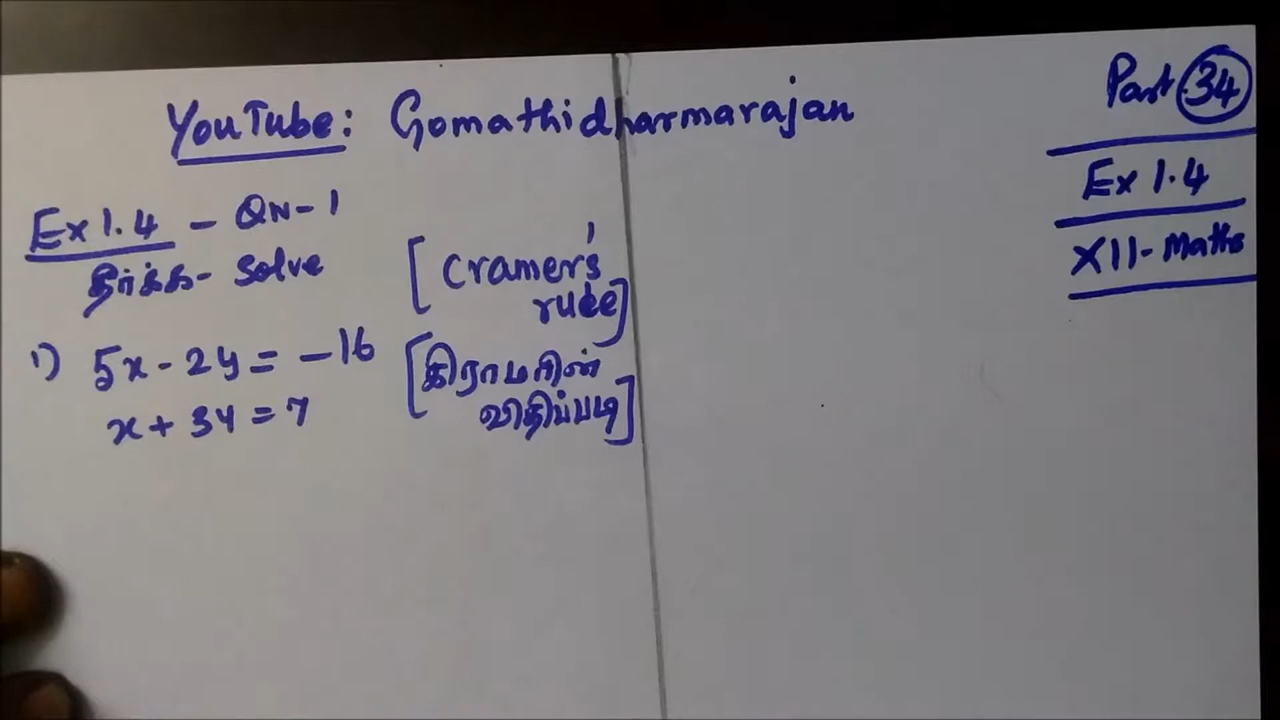 YouTube: Gomathidharmarajan
Part 34
Ex 1.4
XII-Maths
Ex 1.4 - QN-1
தீர்க்க- Solve
[Cramer's
rule]
1) 5x - 2y = -16
x + 3y = 7
[கிராமரின்
விதிப்படி]